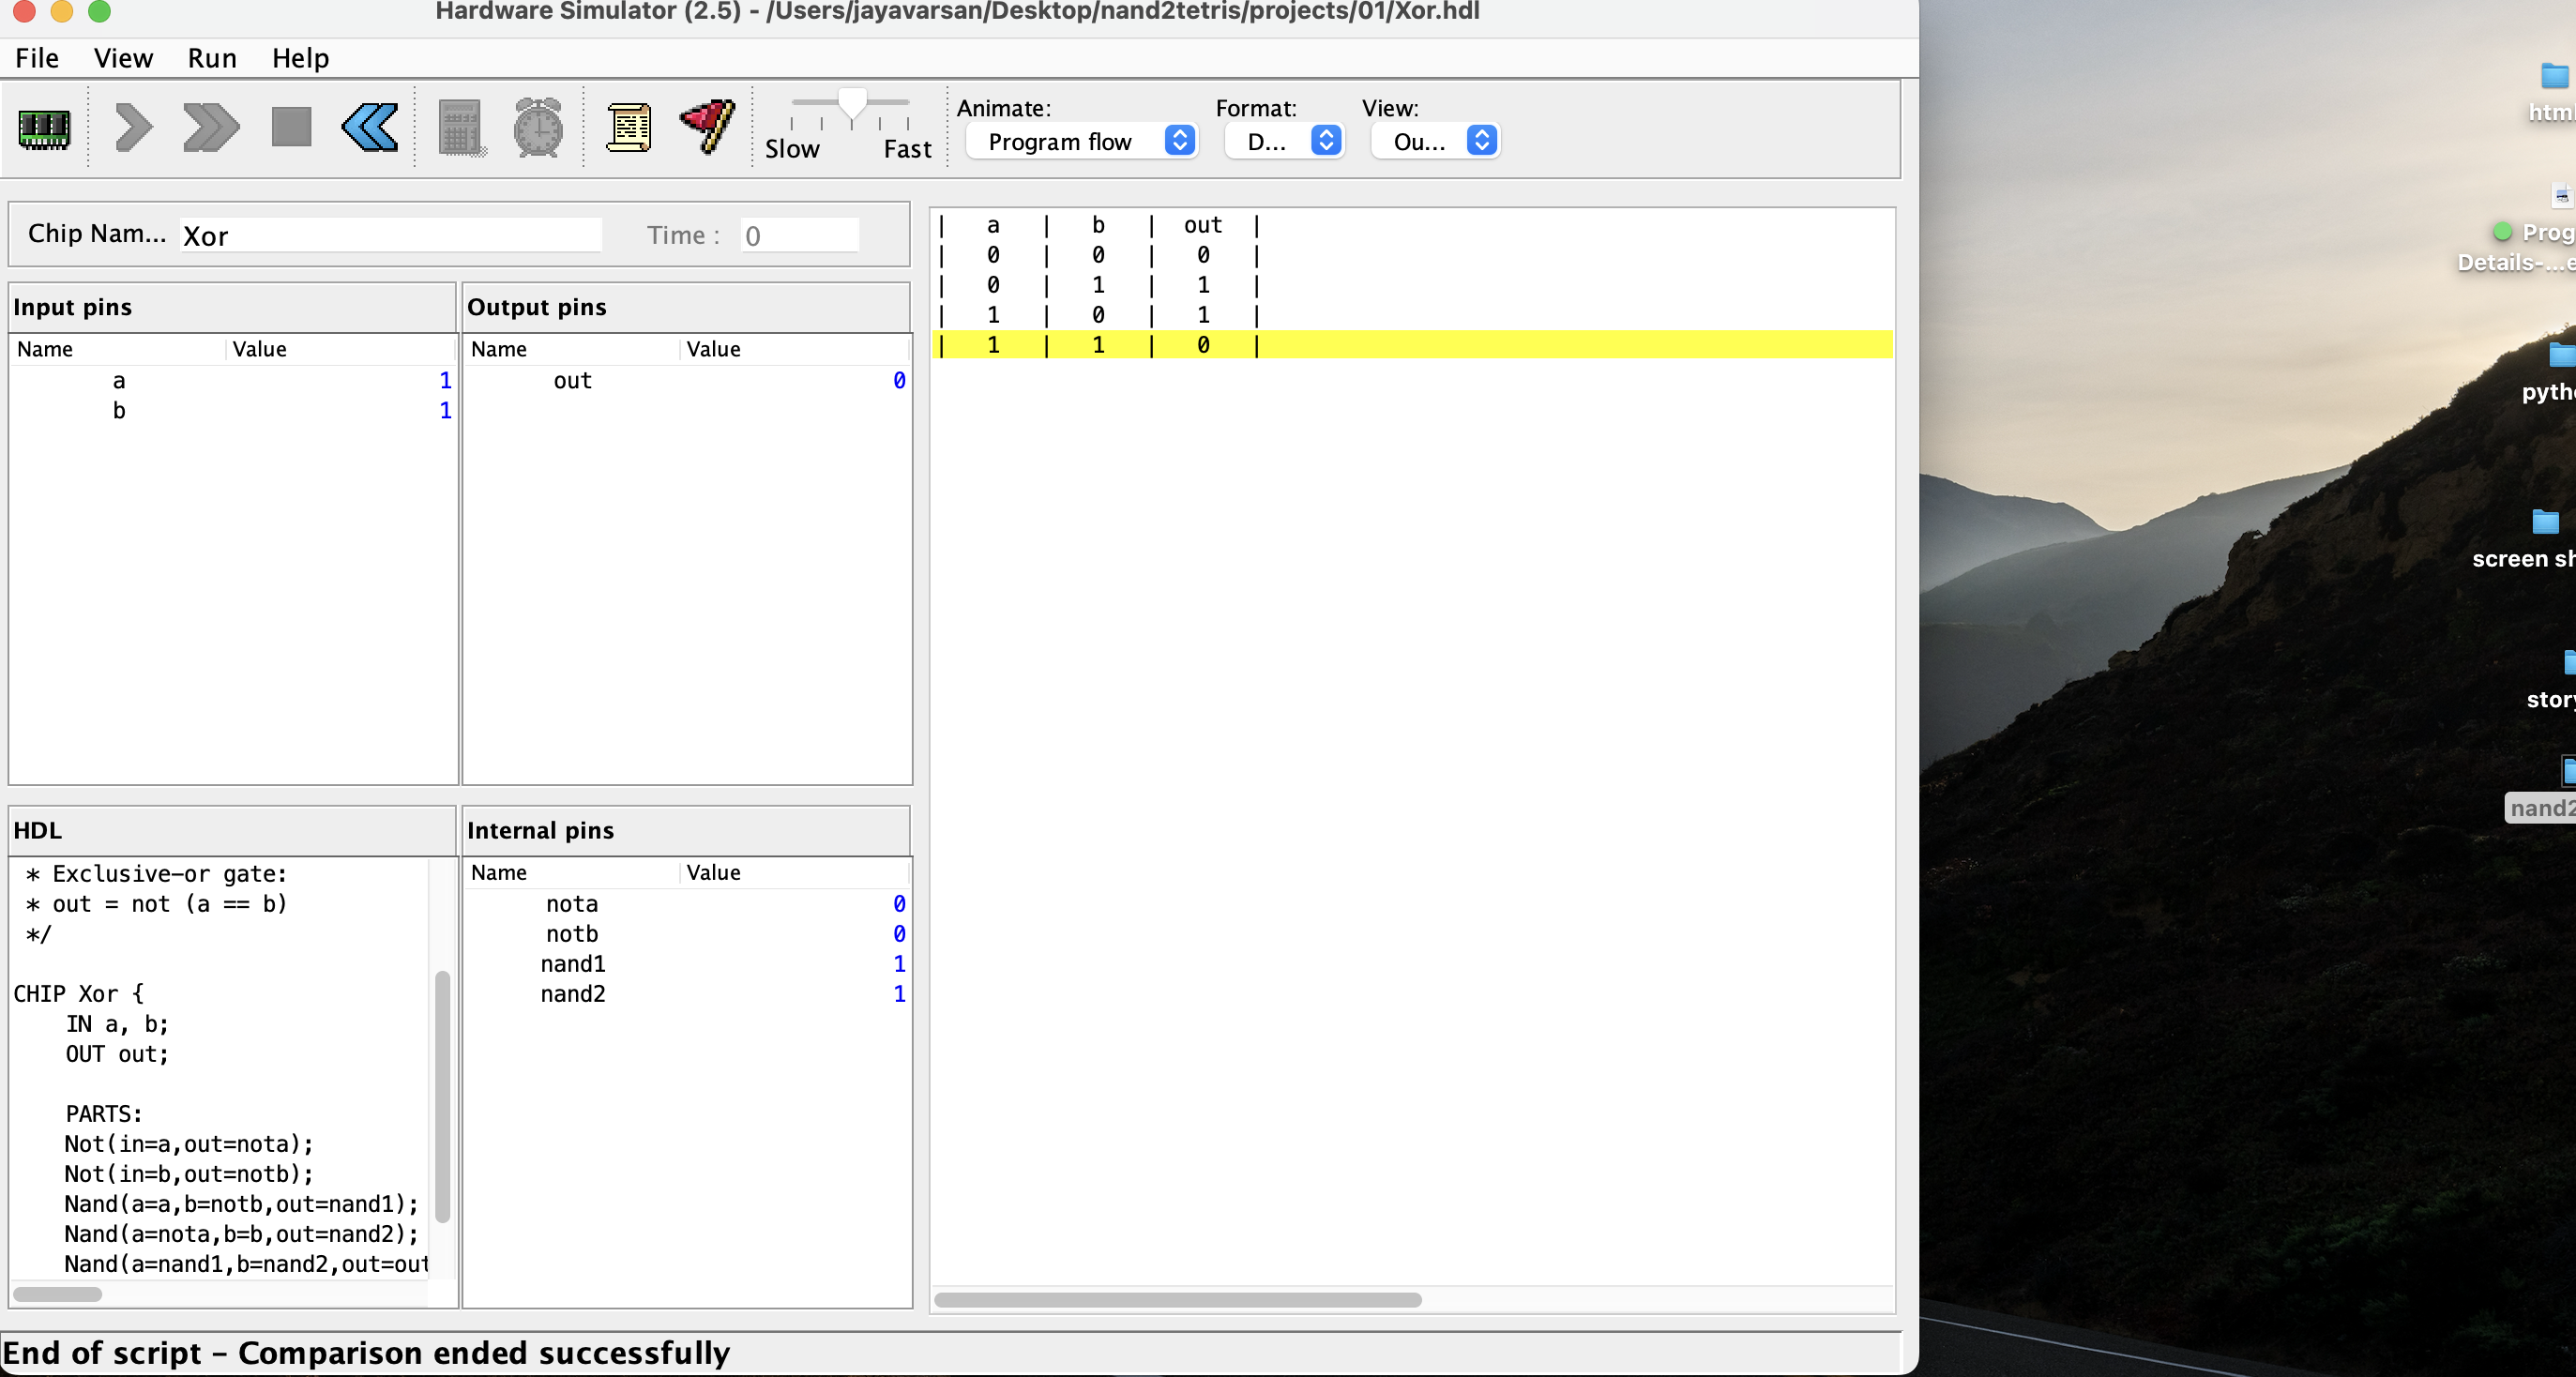 Hardware Simulator (2.5) - /Users/jayavarsan/Desktop/nand2tetris/projects/01/Xor.hdl
File View Run Help
Slow Fast
Animate: Format: View:
Program flow D... Ou...
Chip Nam... Xor Time : 0
Input pins
Name Value
a 1
b 1
Output pins
Name Value
out 0
| a | b | out |
| 0 | 0 | 0 |
| 0 | 1 | 1 |
| 1 | 0 | 1 |
| 1 | 1 | 0 |
HDL
* Exclusive-or gate:
* out = not (a == b)
*/
CHIP Xor {
IN a, b;
OUT out;
PARTS:
Not(in=a,out=nota);
Not(in=b,out=notb);
Nand(a=a,b=notb,out=nand1);
Nand(a=nota,b=b,out=nand2);
Nand(a=nand1,b=nand2,out=out
Internal pins
Name Value
nota 0
notb 0
nand1 1
nand2 1
End of script - Comparison ended successfully
Prog
Details-...e
pyth
screen sh
story
nand2